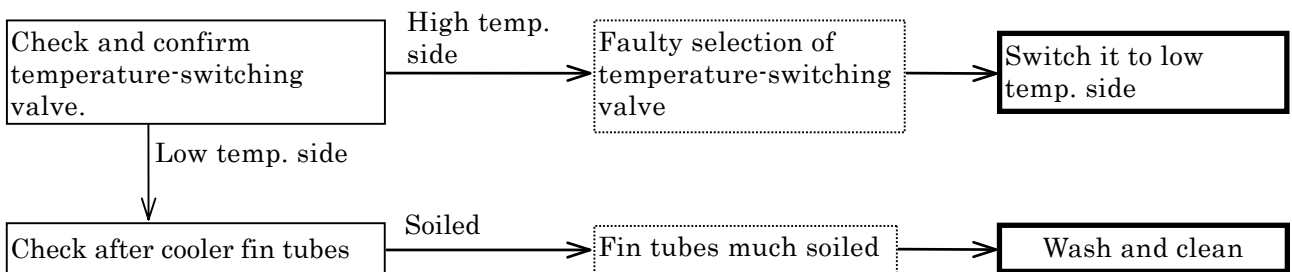 Check and confirm
temperature-switching
valve.
High temp.
side
Faulty selection of
temperature-switching
valve
Switch it to low
temp. side
Low temp. side
Check after cooler fin tubes
Soiled
Fin tubes much soiled
Wash and clean